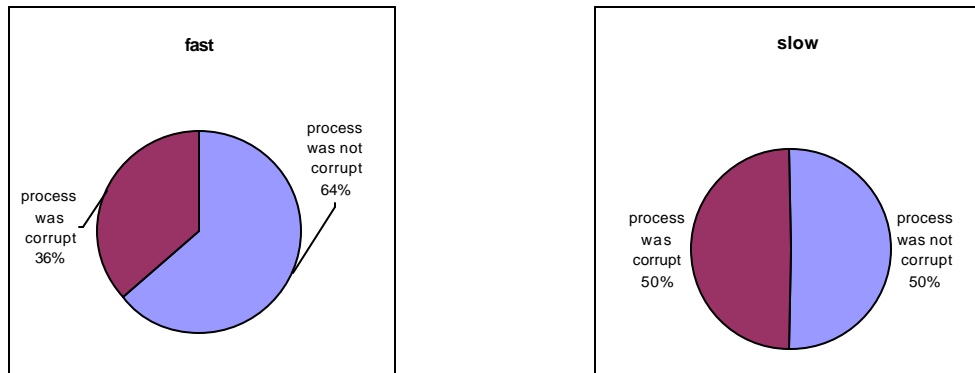 fast
process
was not
corrupt
64%
process
was
corrupt
36%
slow
process
was
corrupt
50%
process
was not
corrupt
50%